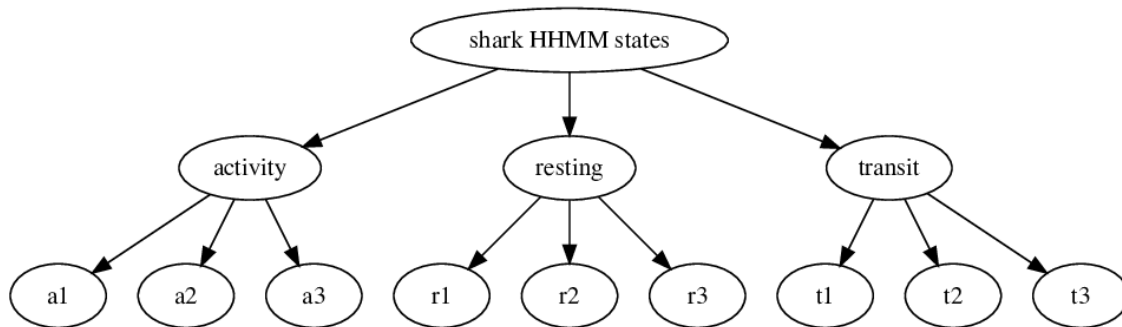 shark HHMM states
activity
resting
transit
a1
a2
a3
r1
r2
r3
t1
t2
t3